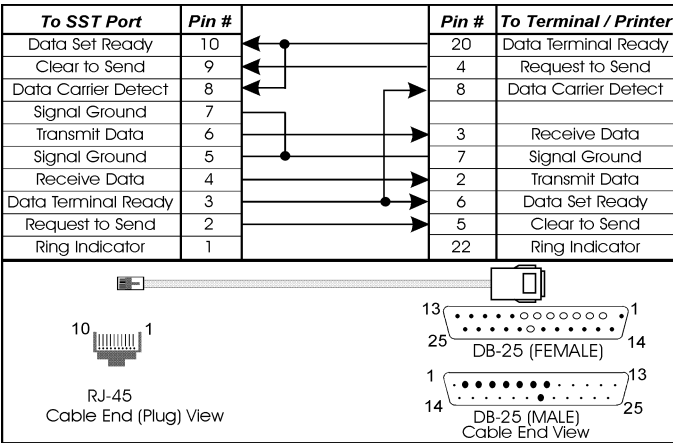 To SST Port Pin # Pin # To Terminal / Printer
Data Set Ready 10 20 Data Terminal Ready
Clear to Send 9 4 Request to Send
Data Carrier Detect 8 8 Data Carrier Detect
Signal Ground 7
Transmit Data 6 3 Receive Data
Signal Ground 5 7 Signal Ground
Receive Data 4 2 Transmit Data
Data Terminal Ready 3 6 Data Set Ready
Request to Send 2 5 Clear to Send
Ring Indicator 1 22 Ring Indicator
13 1
25 14
DB-25 (FEMALE)
10 1
RJ-45
Cable End (Plug) View
1 13
14 25
DB-25 (MALE)
Cable End View